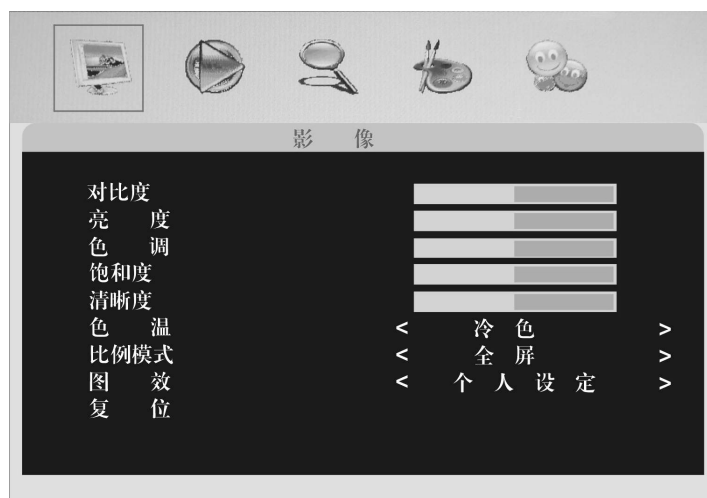 影 像
对比度
亮 度
色 调
饱和度
清晰度
色 温 < 冷 色 >
比例模式 < 全 屏 >
图 效 < 个 人 设 定 >
复 位